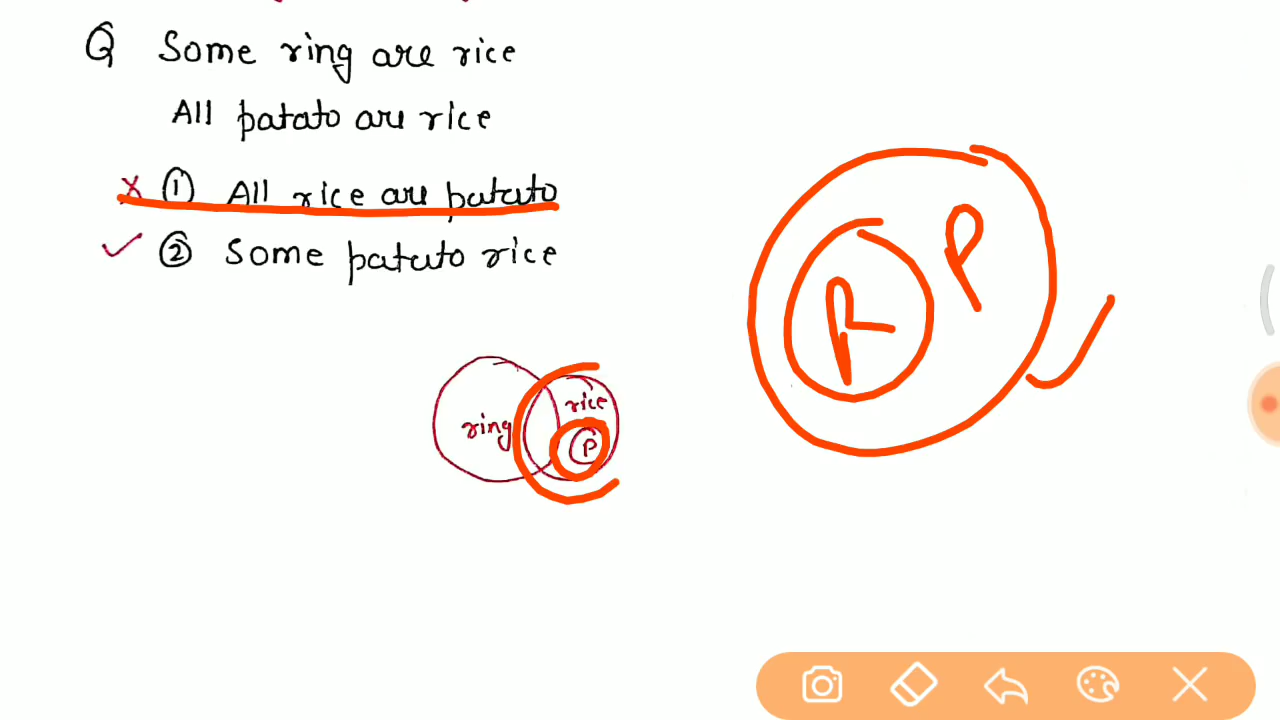 Q Some ring are rice
All patato are rice
x ① All rice are patato
✓ ② Some patato rice
R P
rice
ring
P